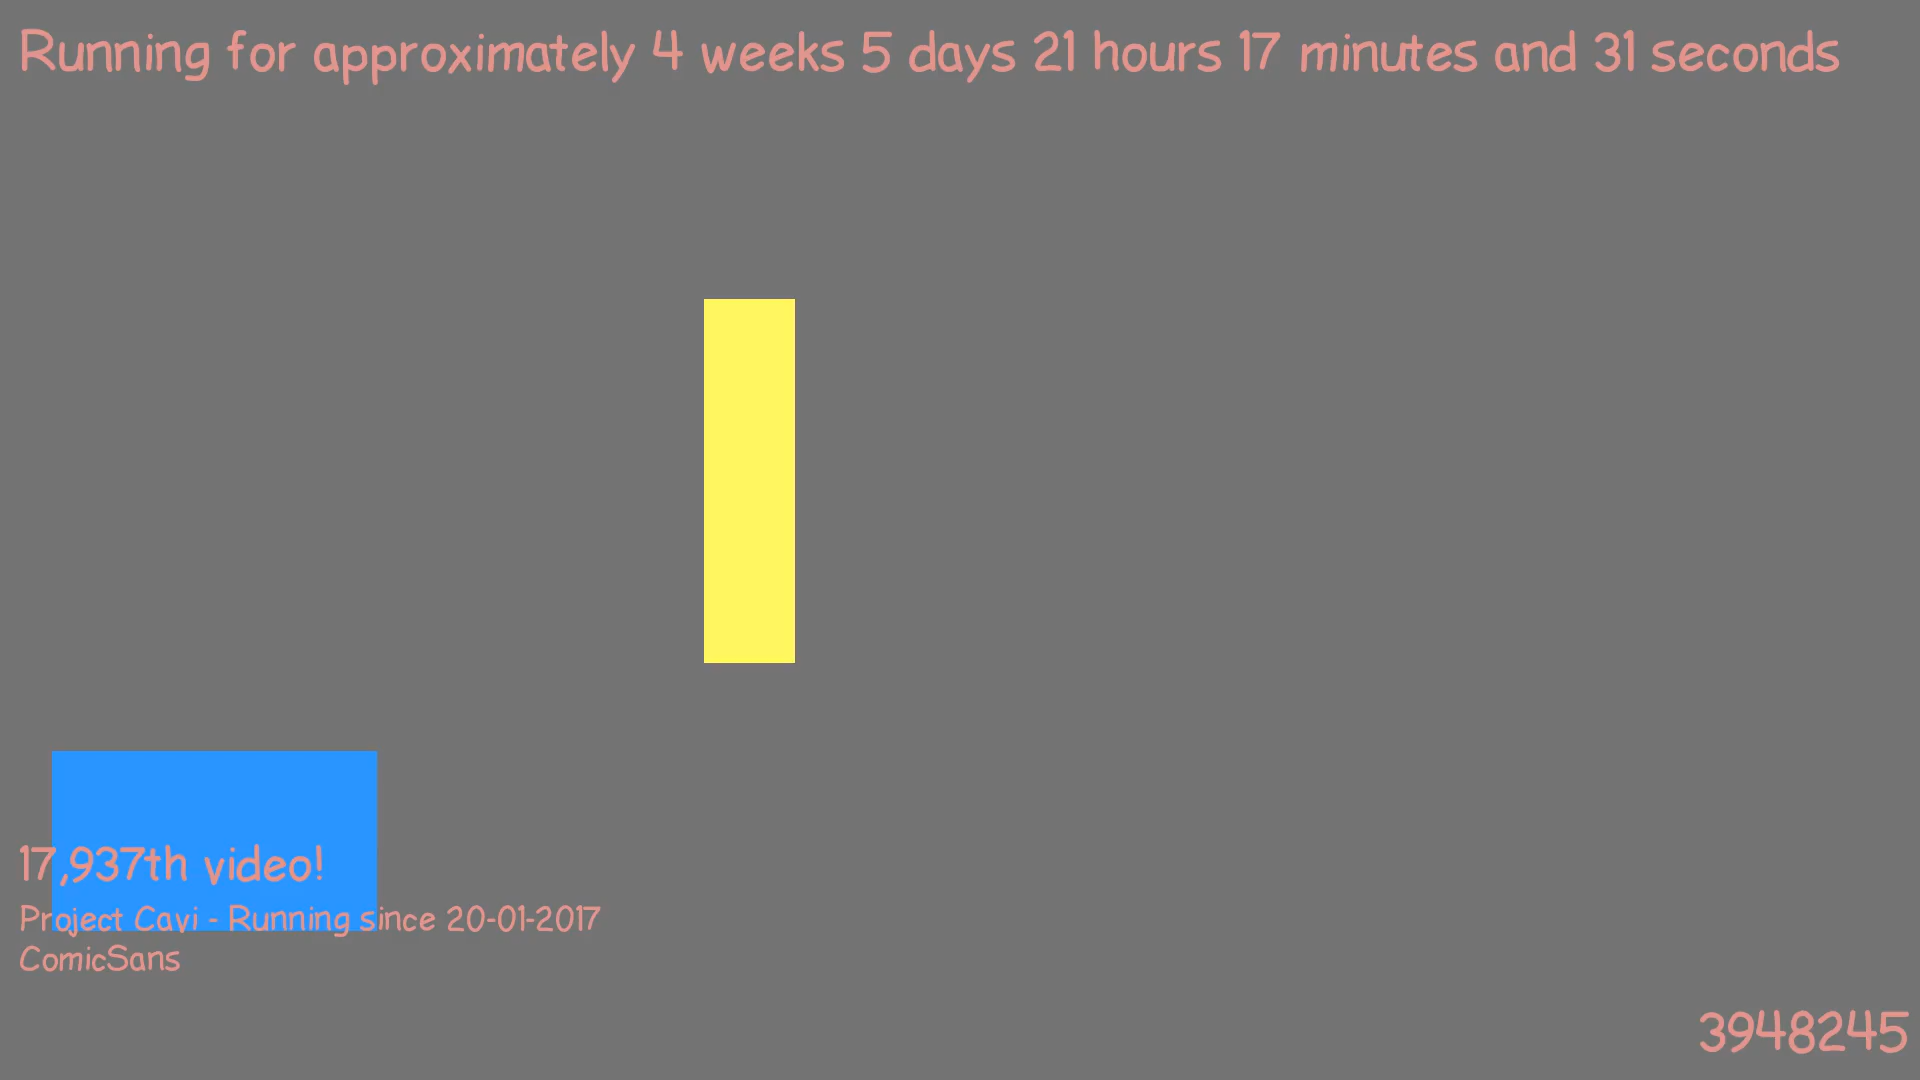 Running for approximately 4 weeks 5 days 21 hours 17 minutes and 31 seconds
17,937th video!
Project Cavi - Running since 20-01-2017
ComicSans
3948245